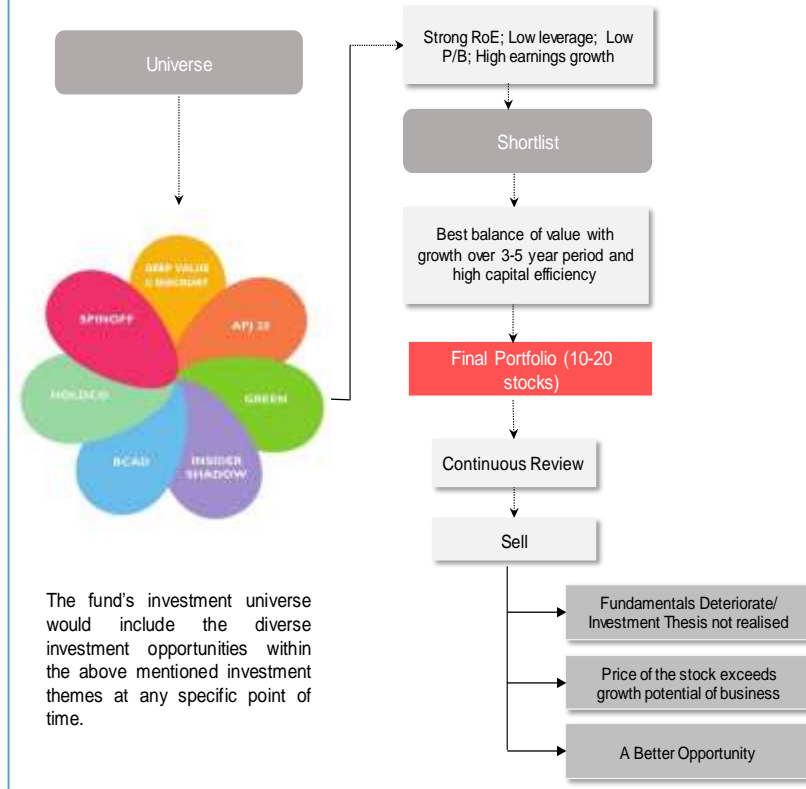 Universe
DEEP VALUE
SPINOFF
HOLDCO
BCAD
INSIDER
SHADOW
GREEN
The fund's investment universe
would include the diverse
investment opportunities within
the above mentioned investment
themes at any specific point of
time.
Strong RoE; Low leverage; Low
P/B; High earnings growth
Shortlist
Best balance of value with
growth over 3-5 year period and
high capital efficiency
Final Portfolio (10-20
stocks)
Continuous Review
Sell
Fundamentals Deteriorate/
Investment Thesis not realised
Price of the stock exceeds
growth potential of business
A Better Opportunity